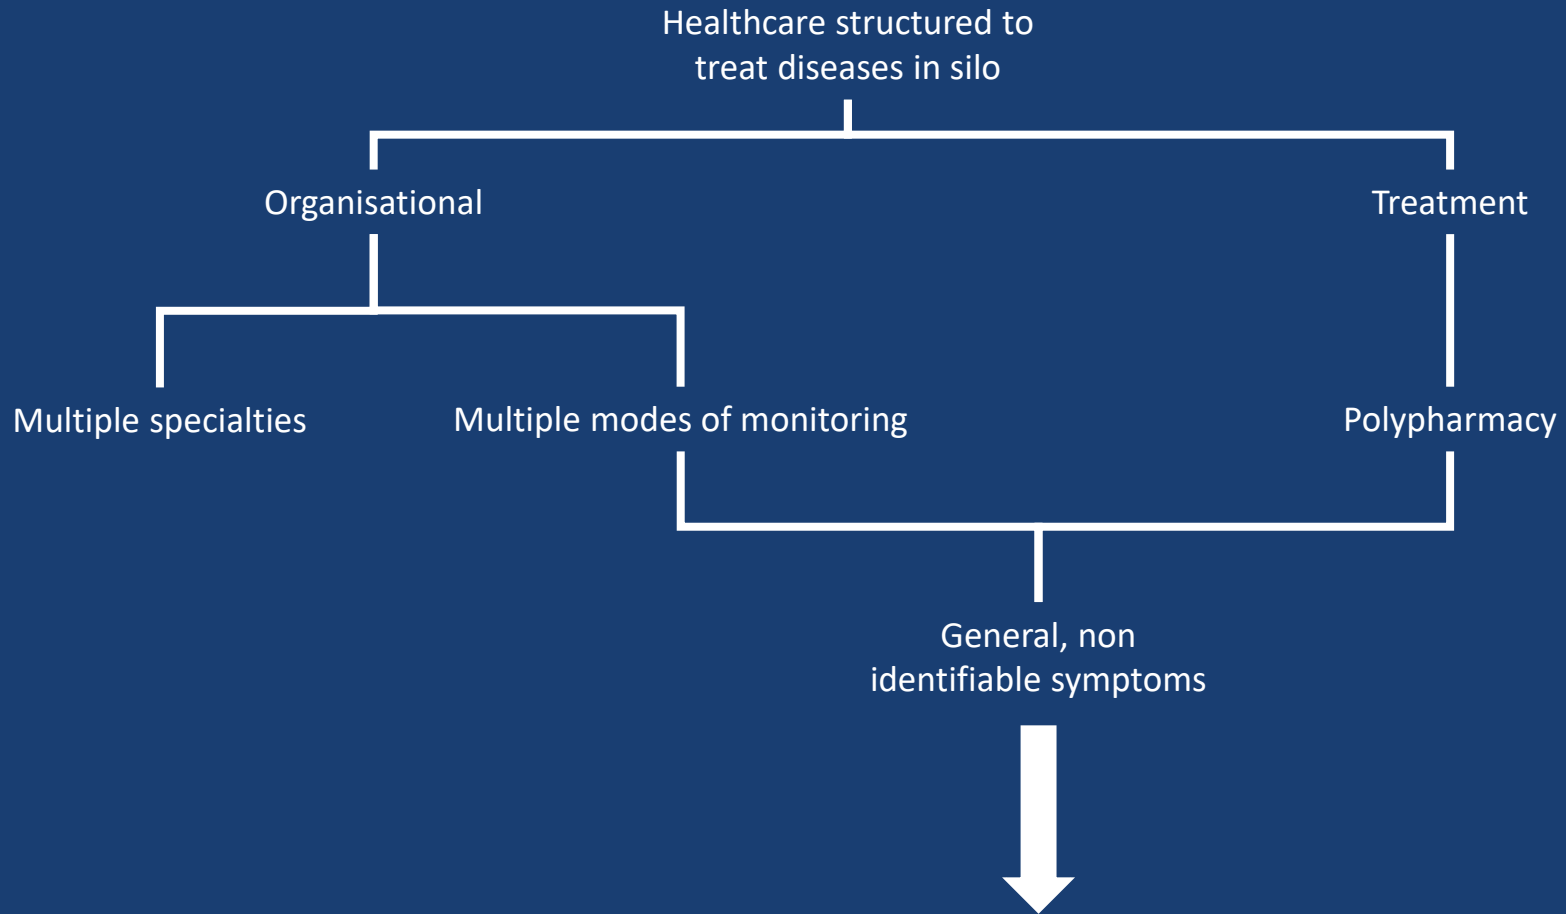 Healthcare structured to
treat diseases in silo
Organisational
Treatment
Multiple specialties
Multiple modes of monitoring
Polypharmacy
General, non
identifiable symptoms